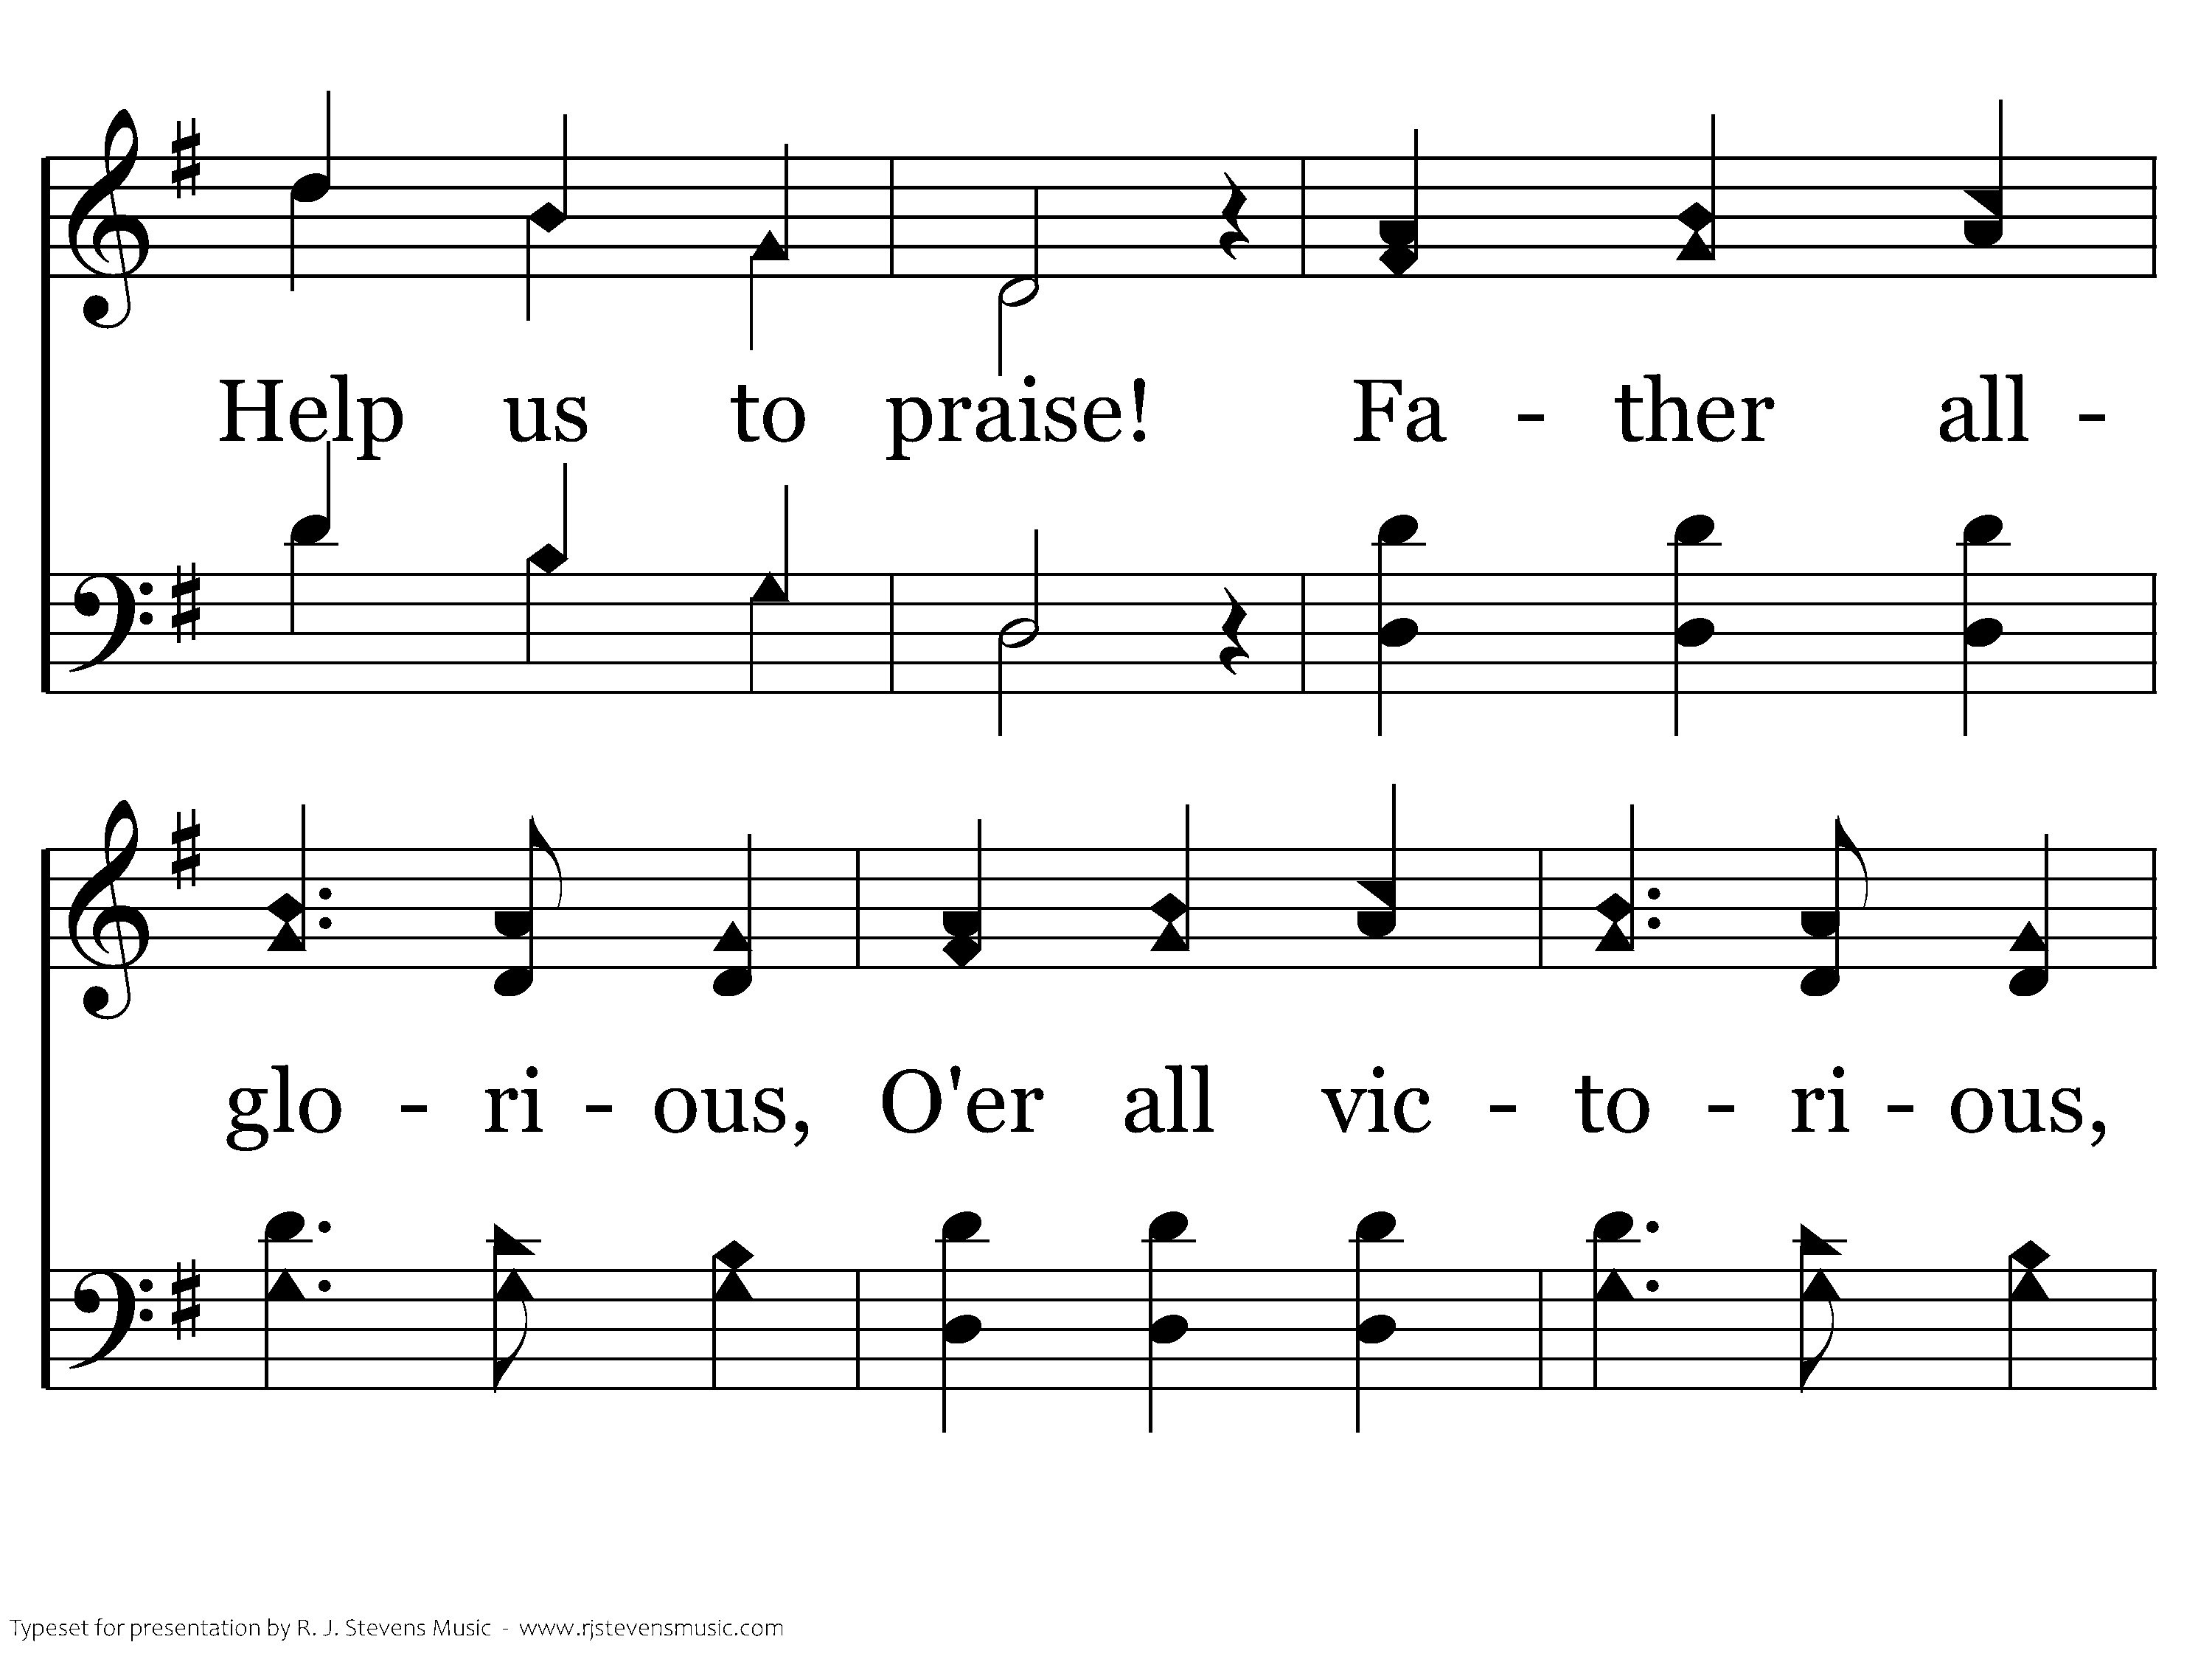 Help us to praise! Fa - ther all -
glo - ri - ous, O'er all vic - to - ri - ous,
Typeset for presentation by R. J. Stevens Music - www.rjstevensmusic.com